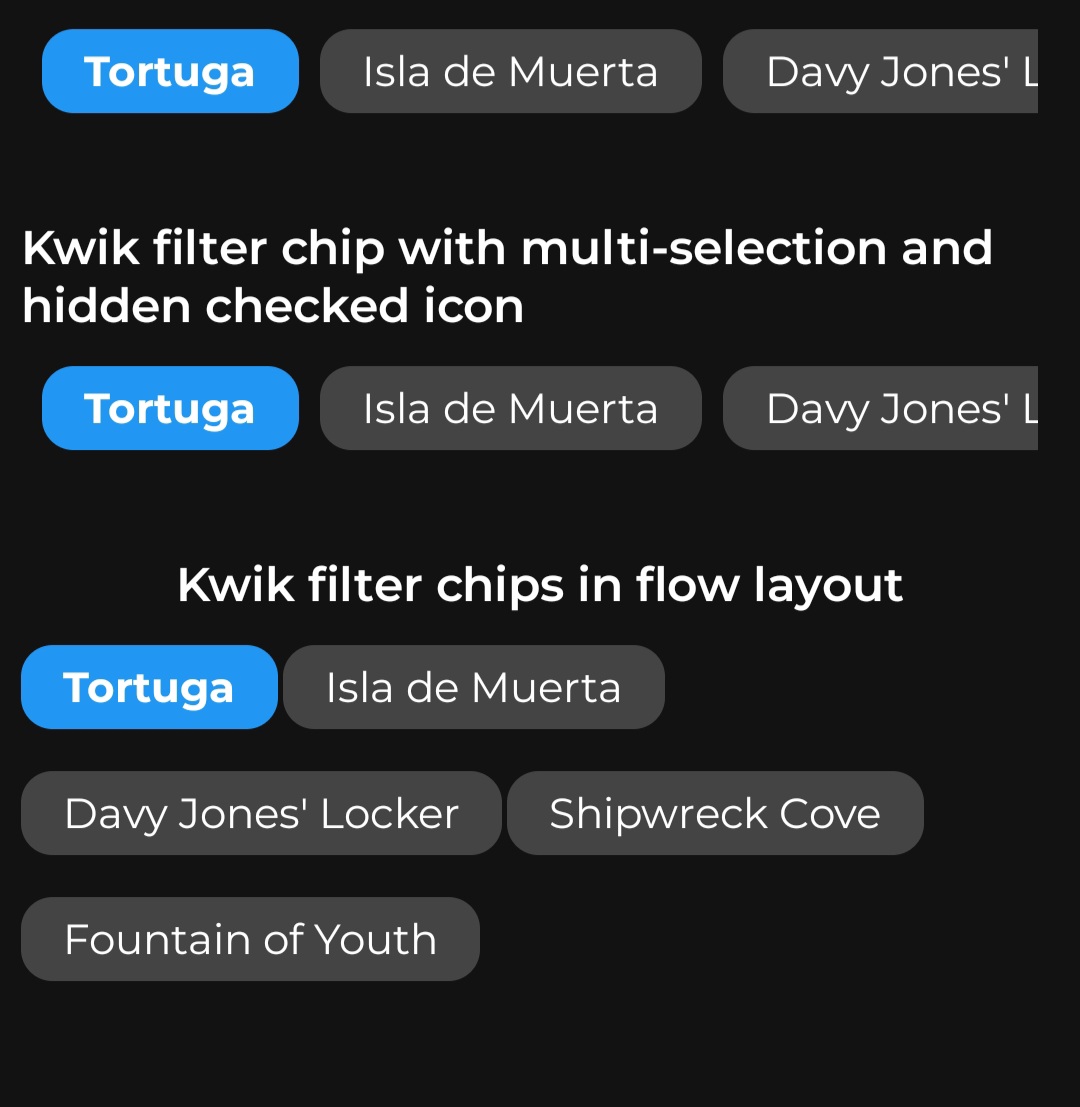 Tortuga Isla de Muerta Davy Jones' L
Kwik filter chip with multi-selection and
hidden checked icon
Tortuga Isla de Muerta Davy Jones' L
Kwik filter chips in flow layout
Tortuga Isla de Muerta
Davy Jones' Locker Shipwreck Cove
Fountain of Youth